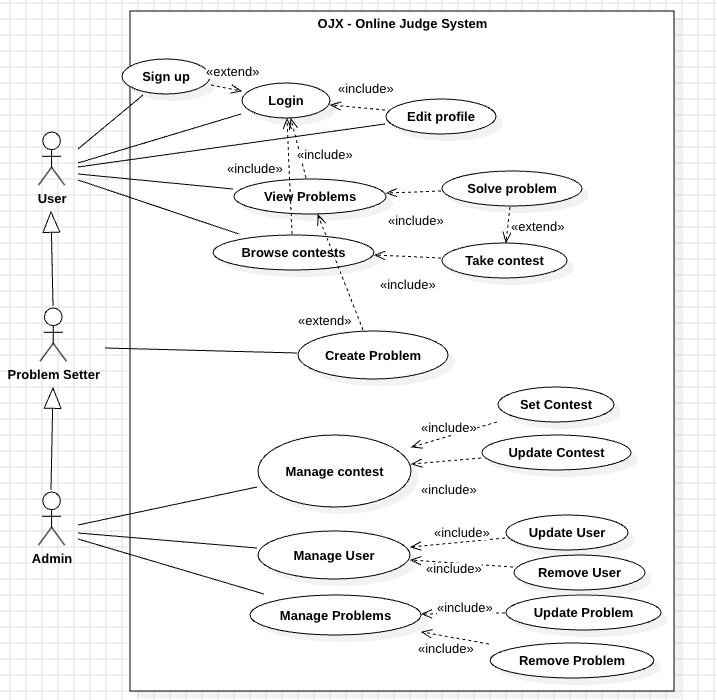 OJX - Online Judge System
Sign up
«extend»
Login
«include»
Edit profile
«include»
«include»
User
View Problems
Solve problem
«include»
«extend»
Browse contests
Take contest
«include»
«extend»
Create Problem
Problem Setter
Set Contest
«include»
Update Contest
Manage contest
«include»
Admin
Update User
«include»
Manage User
«include»
Remove User
«include»
Update Problem
Manage Problems
«include»
Remove Problem